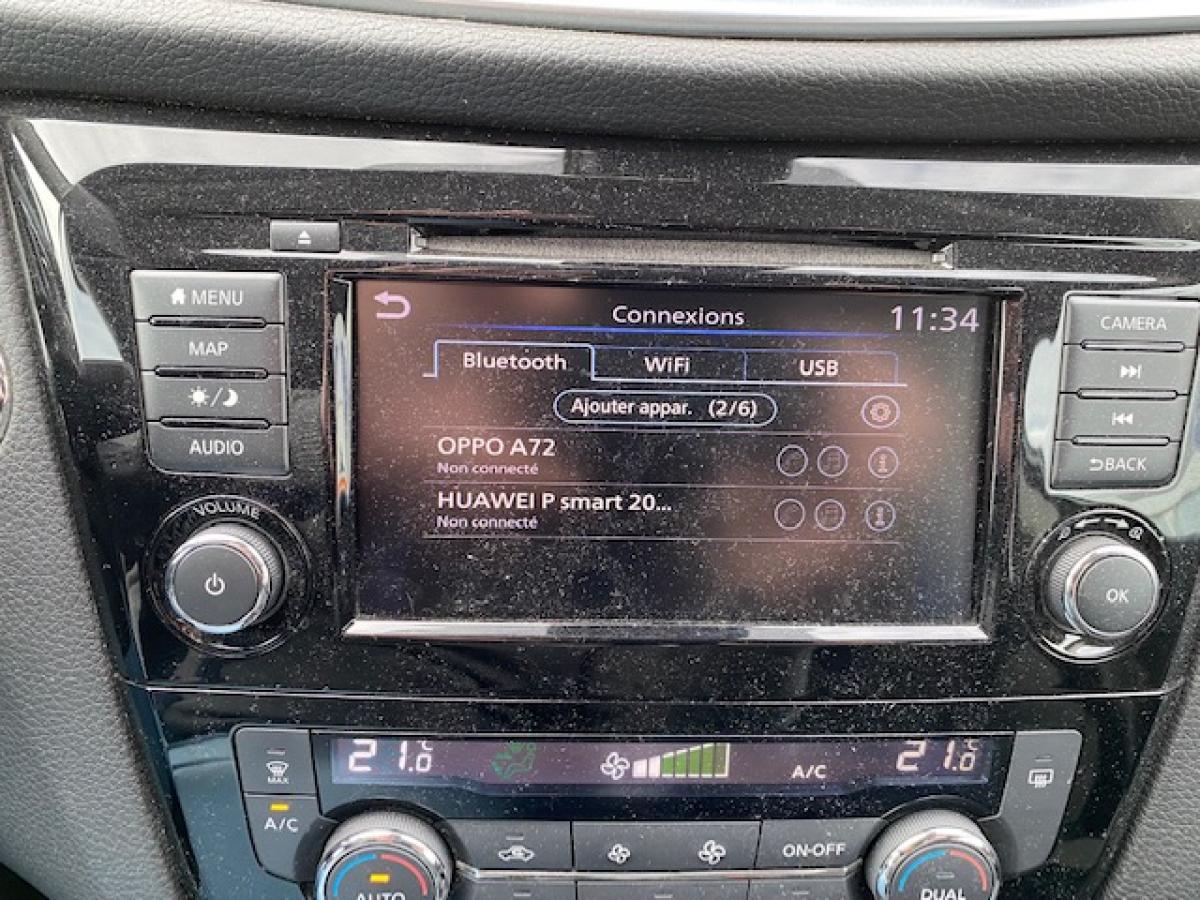 MENU
MAP
AUDIO
VOLUME
Connexions
11:34
Bluetooth
WiFi
USB
Ajouter appar. (2/6)
OPPO A72
Non connecté
HUAWEI P smart 20...
Non connecté
CAMERA
BACK
OK
21.0 °C
A/C
21.0 °C
MAX
A/C
AUTO
ON·OFF
DUAL